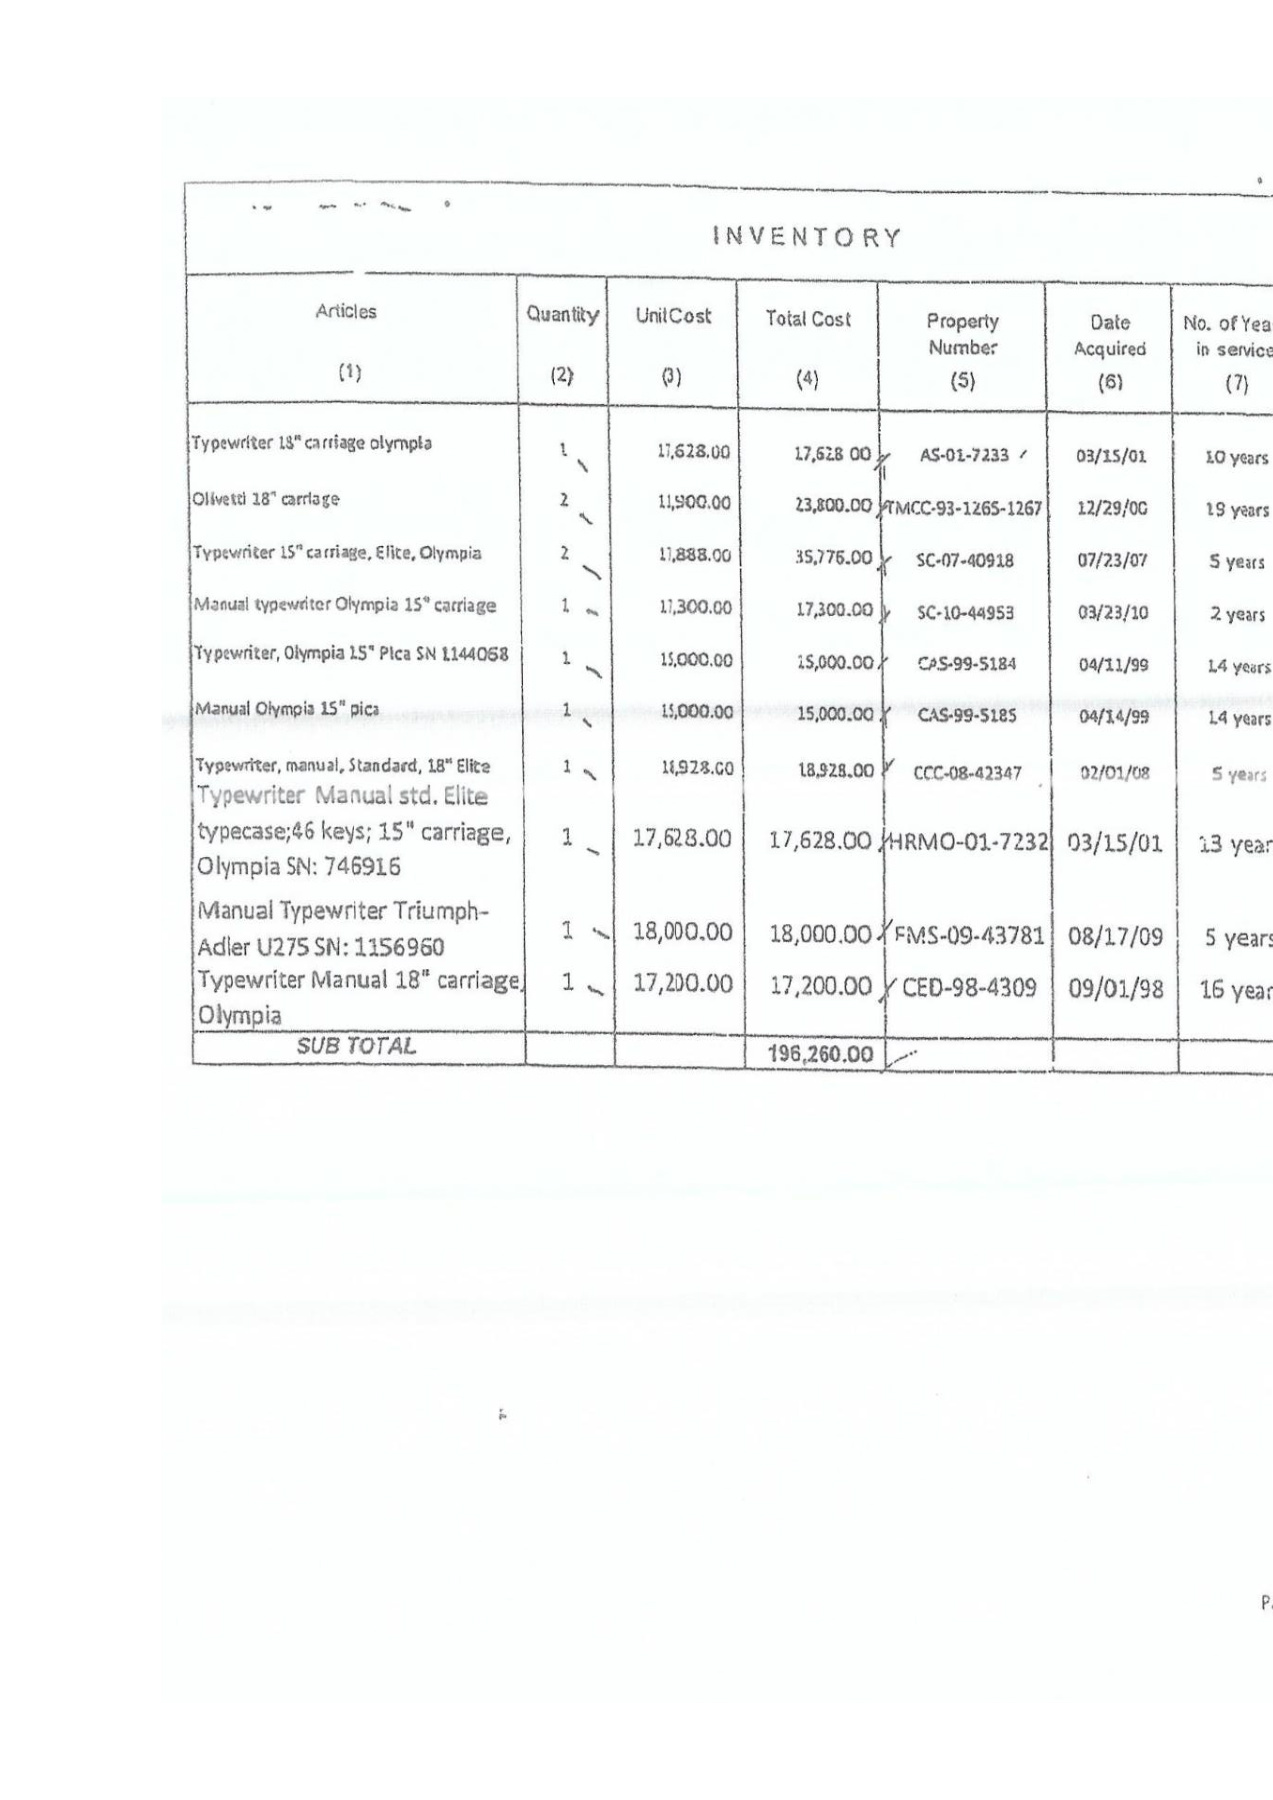 INVENTORY
Articles Quantity Unit Cost Total Cost Property Number Date Acquired No. of Yea in service
(1) (2) (3) (4) (5) (6) (7)
Typewriter 18" carriage olympia 1 17,628.00 17,628 00 AS-01-7233 03/15/01 10 years
Olivetti 18" carriage 2 11,900.00 23,800.00 TMCC-93-1265-1267 12/29/00 19 years
Typewriter 15" carriage, Elite, Olympia 2 17,888.00 35,776.00 SC-07-40918 07/23/07 5 years
Manual typewriter Olympia 15" carriage 1 17,300.00 17,300.00 SC-10-44953 03/23/10 2 years
Typewriter, Olympia 15" Pica SN 1144068 1 15,000.00 15,000.00 CAS-99-5184 04/11/99 14 years
Manual Olympia 15" pica 1 15,000.00 15,000.00 CAS-99-5185 04/14/99 14 years
Typewriter, manual, Standard, 18" Elite 1 18,928.00 18,928.00 CCC-08-42347 02/01/08 5 years
Typewriter Manual std. Elite
typecase;46 keys; 15" carriage, 1 17,628.00 17,628.00 HRMO-01-7232 03/15/01 13 year
Olympia SN: 746916
Manual Typewriter Triumph-
Adler U275 SN: 1156960 1 18,000.00 18,000.00 FMS-09-43781 08/17/09 5 years
Typewriter Manual 18" carriage, 1 17,200.00 17,200.00 CED-98-4309 09/01/98 16 year
Olympia
SUB TOTAL 196,260.00